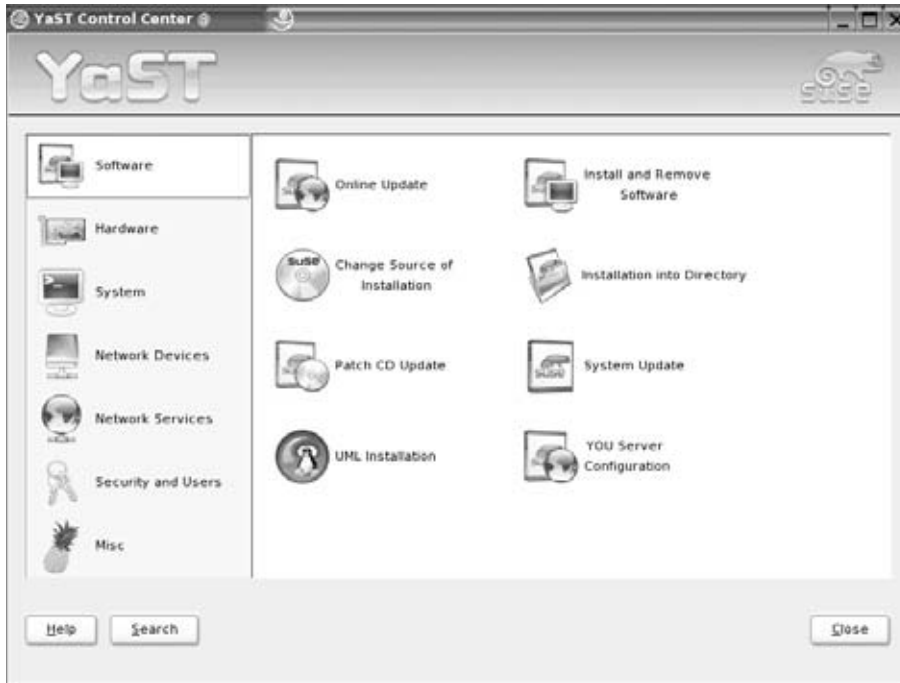 YaST Control Center @
YaST
SUSE
Software
Hardware
System
Network Devices
Network Services
Security and Users
Misc
Online Update
Install and Remove
Software
SUSE
Change Source of
Installation
Installation into Directory
Patch CD Update
System Update
UML Installation
YOU Server
Configuration
Help
Search
Close